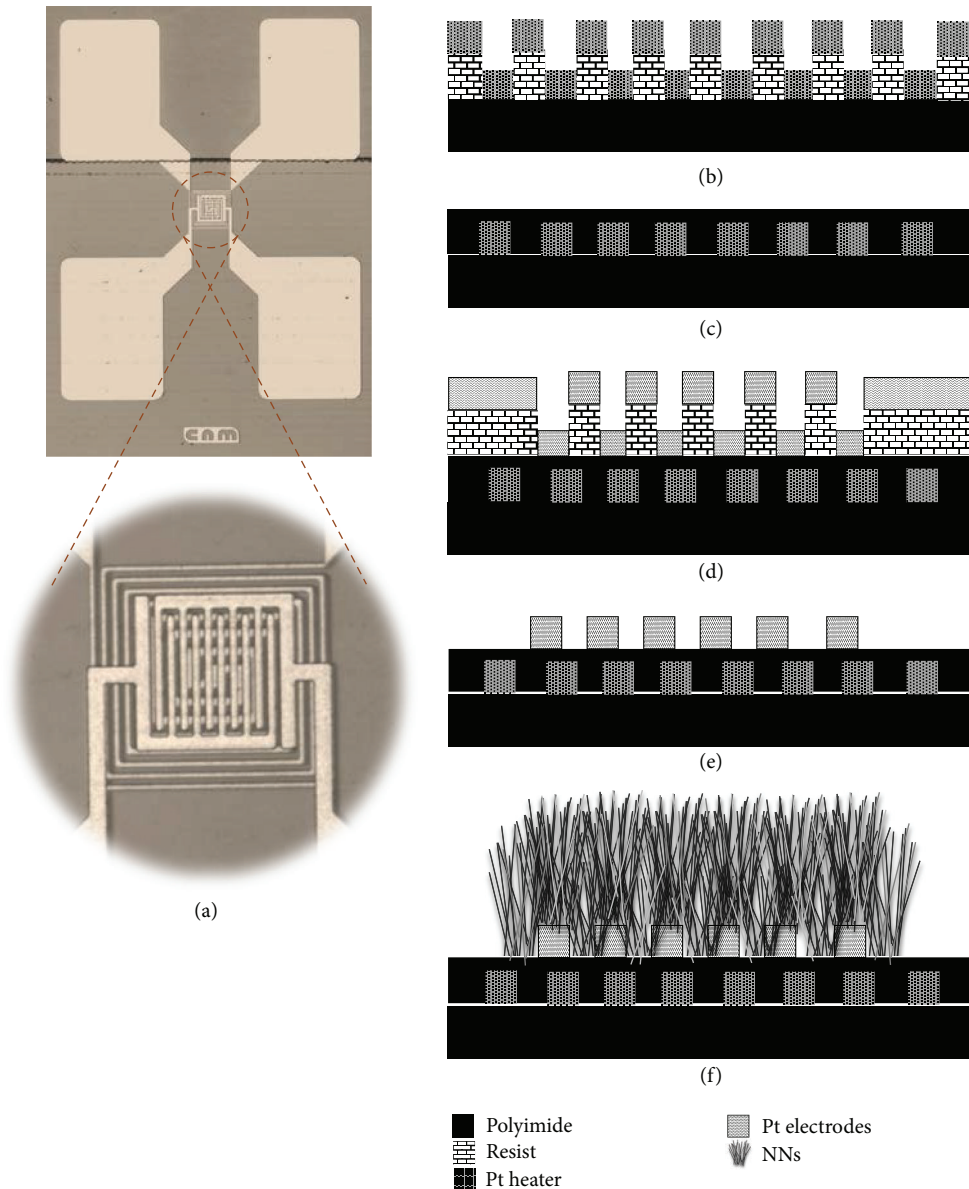 cnm
(a)
(b)
(c)
(d)
(e)
(f)
Polyimide
Resist
Pt heater
Pt electrodes
NNs